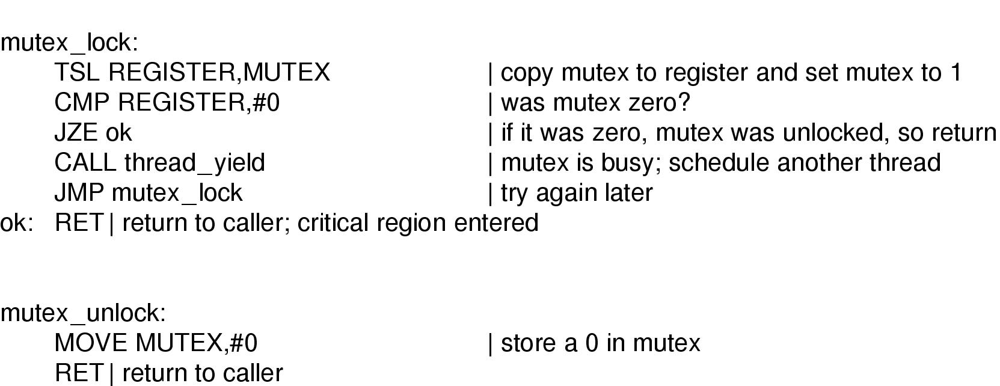 mutex_lock:
TSL REGISTER,MUTEX | copy mutex to register and set mutex to 1
CMP REGISTER,#0 | was mutex zero?
JZE ok | if it was zero, mutex was unlocked, so return
CALL thread_yield | mutex is busy; schedule another thread
JMP mutex_lock | try again later
ok: RET | return to caller; critical region entered
mutex_unlock:
MOVE MUTEX,#0 | store a 0 in mutex
RET | return to caller